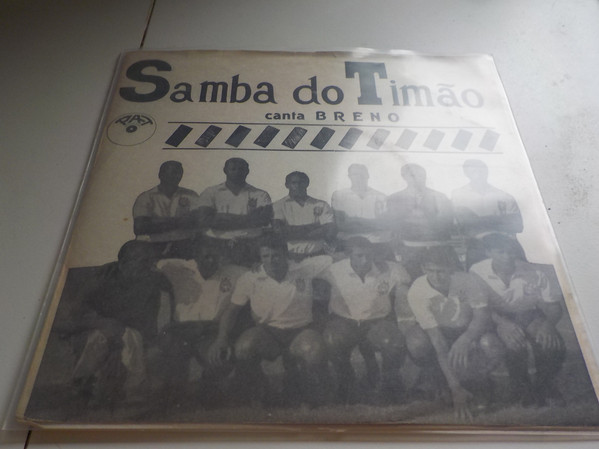 Samba do Timão
canta BRENO